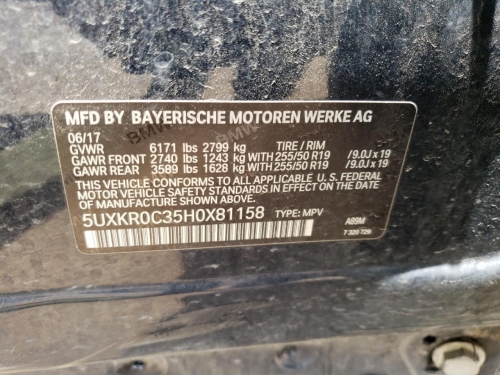 MFD BY BAYERISCHE MOTOREN WERKE AG
06/17
GVWR 6171 lbs 2799 kg TIRE / RIM
GAWR FRONT 2740 lbs 1243 kg WITH 255/50 R19 /9.0J x 19
GAWR REAR 3589 lbs 1628 kg WITH 255/50 R19 /9.0J x 19
THIS VEHICLE CONFORMS TO ALL APPLICABLE U.S. FEDERAL
MOTOR VEHICLE SAFETY STANDARDS IN EFFECT ON THE DATE
OF MANUFACTURE SHOWN ABOVE.
5UXKR0C35H0X81158 TYPE: MPV A89M
7 320 729